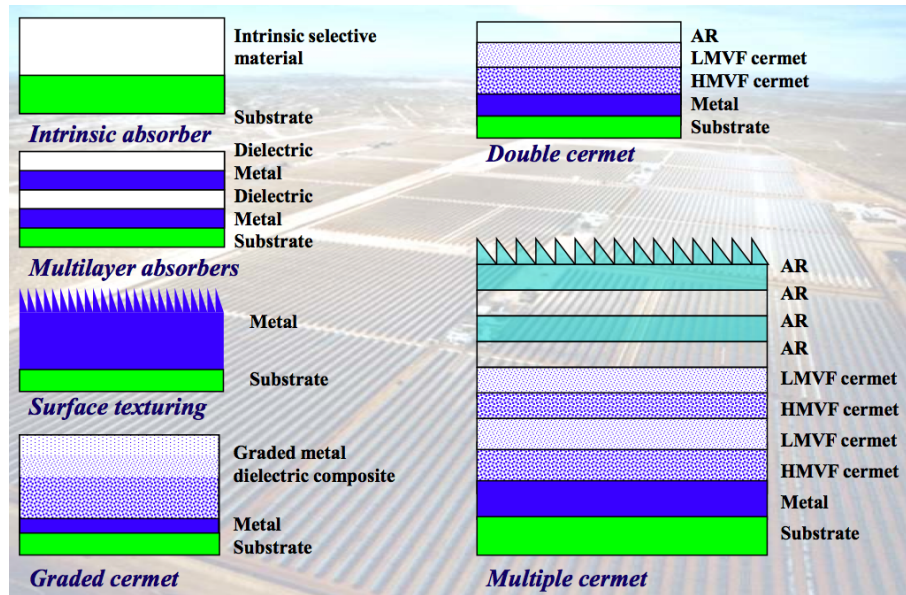 Intrinsic selective
material
Substrate
Intrinsic absorber
Dielectric
Metal
Dielectric
Metal
Substrate
Multilayer absorbers
Metal
Substrate
Surface texturing
Graded metal
dielectric composite
Metal
Substrate
Graded cermet
AR
LMVF cermet
HMVF cermet
Metal
Substrate
Double cermet
AR
AR
AR
AR
LMVF cermet
HMVF cermet
LMVF cermet
HMVF cermet
Metal
Substrate
Multiple cermet